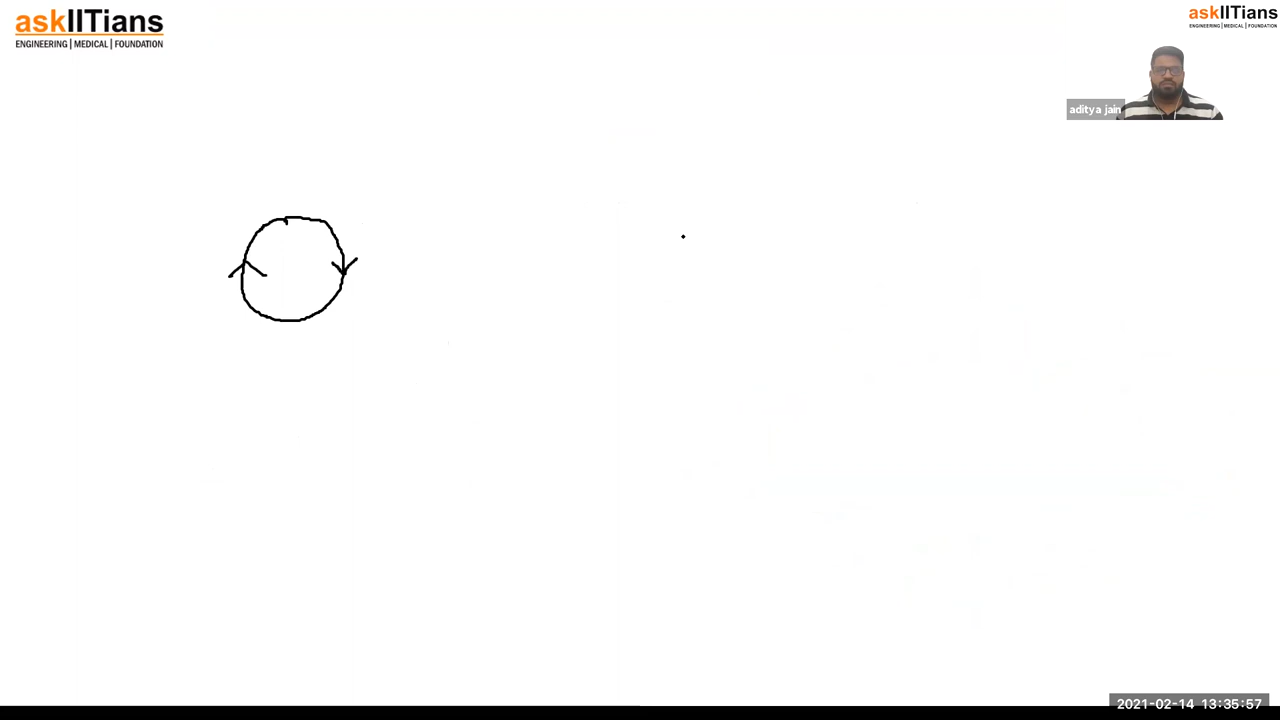 askIITians
ENGINEERING | MEDICAL | FOUNDATION
askIITians
ENGINEERING | MEDICAL | FOUNDATION
aditya jain
2021-02-14 13:35:57